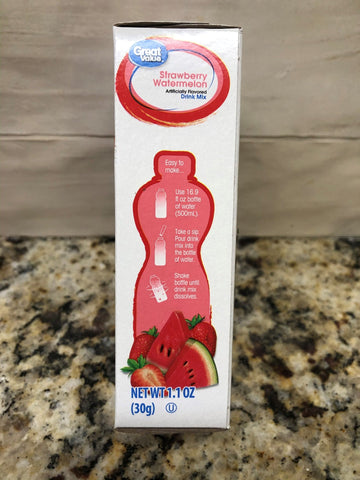 Great
Value
Strawberry
Watermelon
Artificially Flavored
Drink Mix
Easy to
make...
Use 16.9
fl oz bottle
of water
(500mL).
Take a sip.
Pour drink
mix into
the bottle
of water.
Shake
bottle until
drink mix
dissolves.
NET WT 1.1 OZ
(30g) U